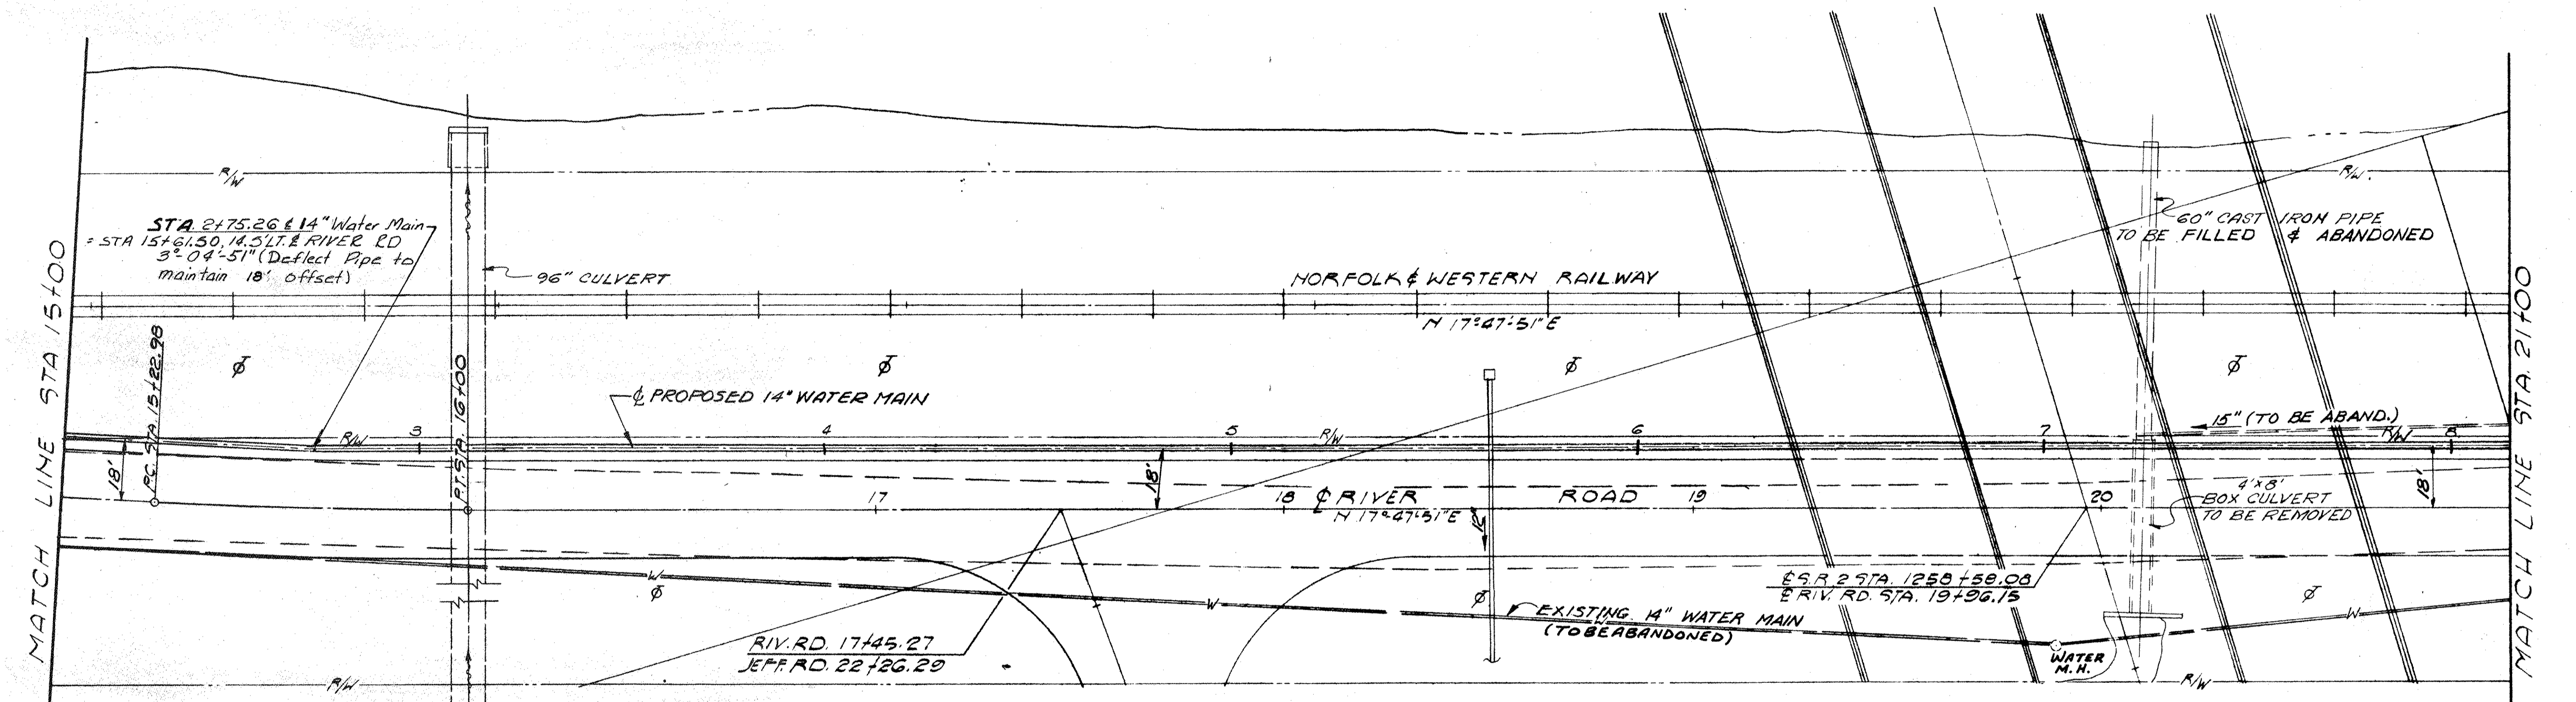 MATCH LINE STA 15+00
R/W
STA. 2+75.26 ℄ 14" Water Main
= STA 15+61.50, 14.5' LT. ℄ RIVER RD
3°-04'-51" (Deflect Pipe to
maintain 18' offset)
96" CULVERT
NORFOLK & WESTERN RAILWAY
N 17°47'51"E
R/W.
60" CAST IRON PIPE
TO BE FILLED & ABANDONED
P.C. STA. 15+22.98
P.T. STA. 16+00
℄ PROPOSED 14" WATER MAIN
15" (TO BE ABAND.)
R/W
3
4
5
R/W
6
7
R/W
8
18'
18'
18'
17
18
℄ RIVER ROAD
19
20
N 17°47'51"E
12"
4'x8'
BOX CULVERT
TO BE REMOVED
℄ S.R. 2 STA. 1258+58.08
℄ RIV. RD. STA. 19+96.15
W
W
W
W
EXISTING 14" WATER MAIN
(TO BE ABANDONED)
RIV. RD. 17+45.27
JEFF. RD. 22+26.29
WATER
M.H.
R/W
R/W
MATCH LINE STA. 21+00